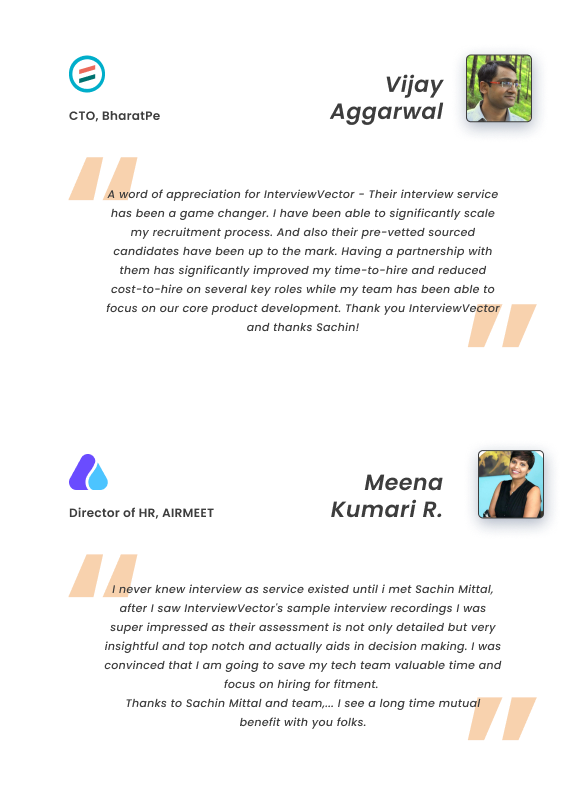 Vijay
Aggarwal
CTO, BharatPe
A word of appreciation for InterviewVector - Their interview service
has been a game changer. I have been able to significantly scale
my recruitment process. And also their pre-vetted sourced
candidates have been up to the mark. Having a partnership with
them has significantly improved my time-to-hire and reduced
cost-to-hire on several key roles while my team has been able to
focus on our core product development. Thank you InterviewVector
and thanks Sachin!
Meena
Kumari R.
Director of HR, AIRMEET
I never knew interview as service existed until i met Sachin Mittal,
after I saw InterviewVector's sample interview recordings I was
super impressed as their assessment is not only detailed but very
insightful and top notch and actually aids in decision making. I was
convinced that I am going to save my tech team valuable time and
focus on hiring for fitment.
Thanks to Sachin Mittal and team,... I see a long time mutual
benefit with you folks.